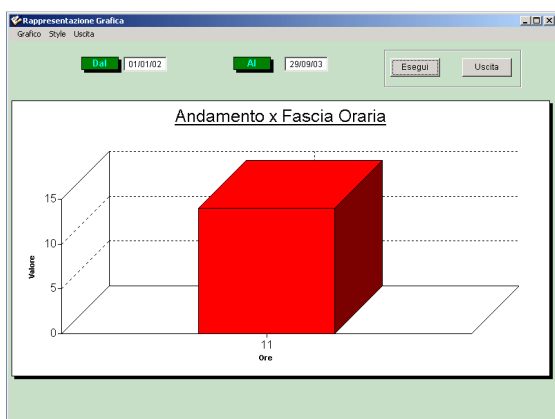 Rappresentazione Grafica
Grafico Style Uscita
Dal 01/01/02 Al 29/09/03 Esegui Uscita
Andamento x Fascia Oraria
15
10
5
0
Valore
11
Ore